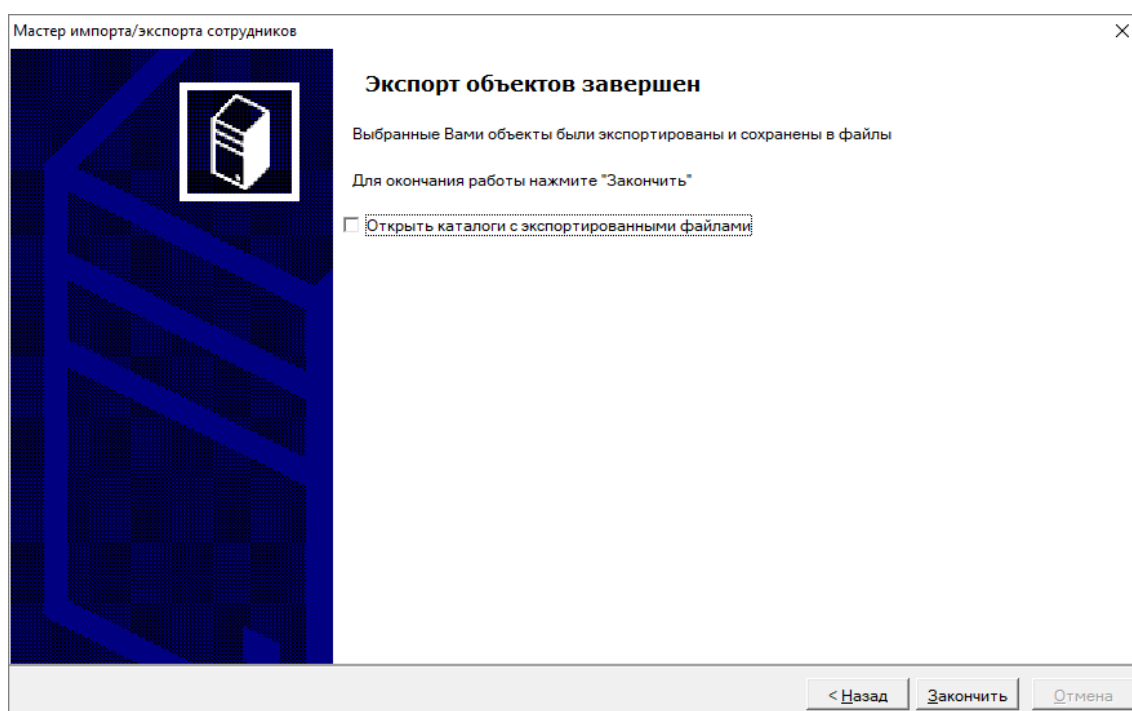 Мастер импорта/экспорта сотрудников
Экспорт объектов завершен
Выбранные Вами объекты были экспортированы и сохранены в файлы
Для окончания работы нажмите "Закончить"
Открыть каталоги с экспортированными файлами
< Назад Закончить Отмена